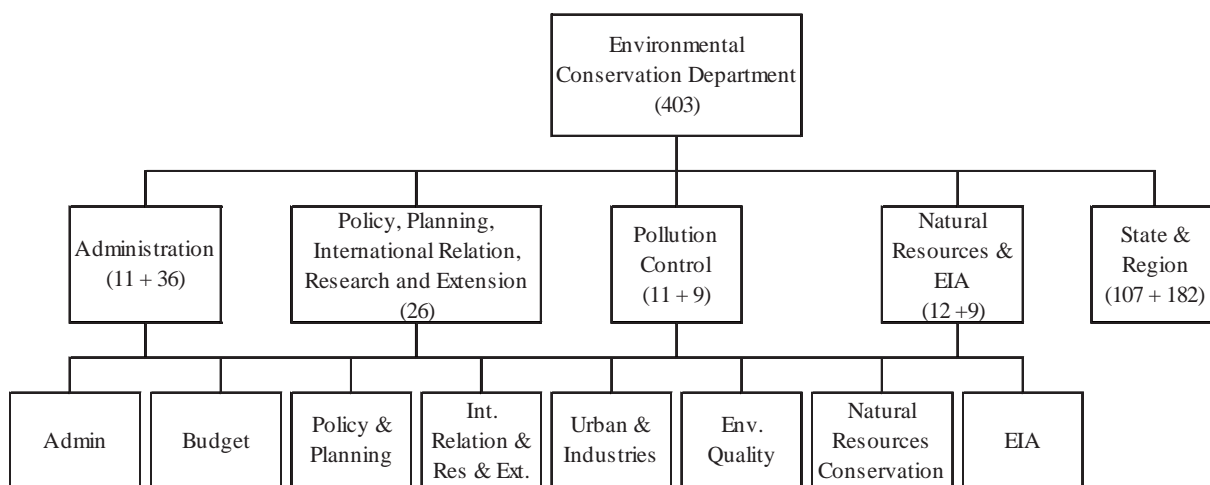 Environmental
Conservation Department
(403)
Administration
(11 + 36)
Policy, Planning,
International Relation,
Research and Extension
(26)
Pollution
Control
(11 + 9)
Natural
Resources &
EIA
(12 +9)
State &
Region
(107 + 182)
Admin
Budget
Policy &
Planning
Int.
Relation &
Res & Ext.
Urban &
Industries
Env.
Quality
Natural
Resources
Conservation
EIA